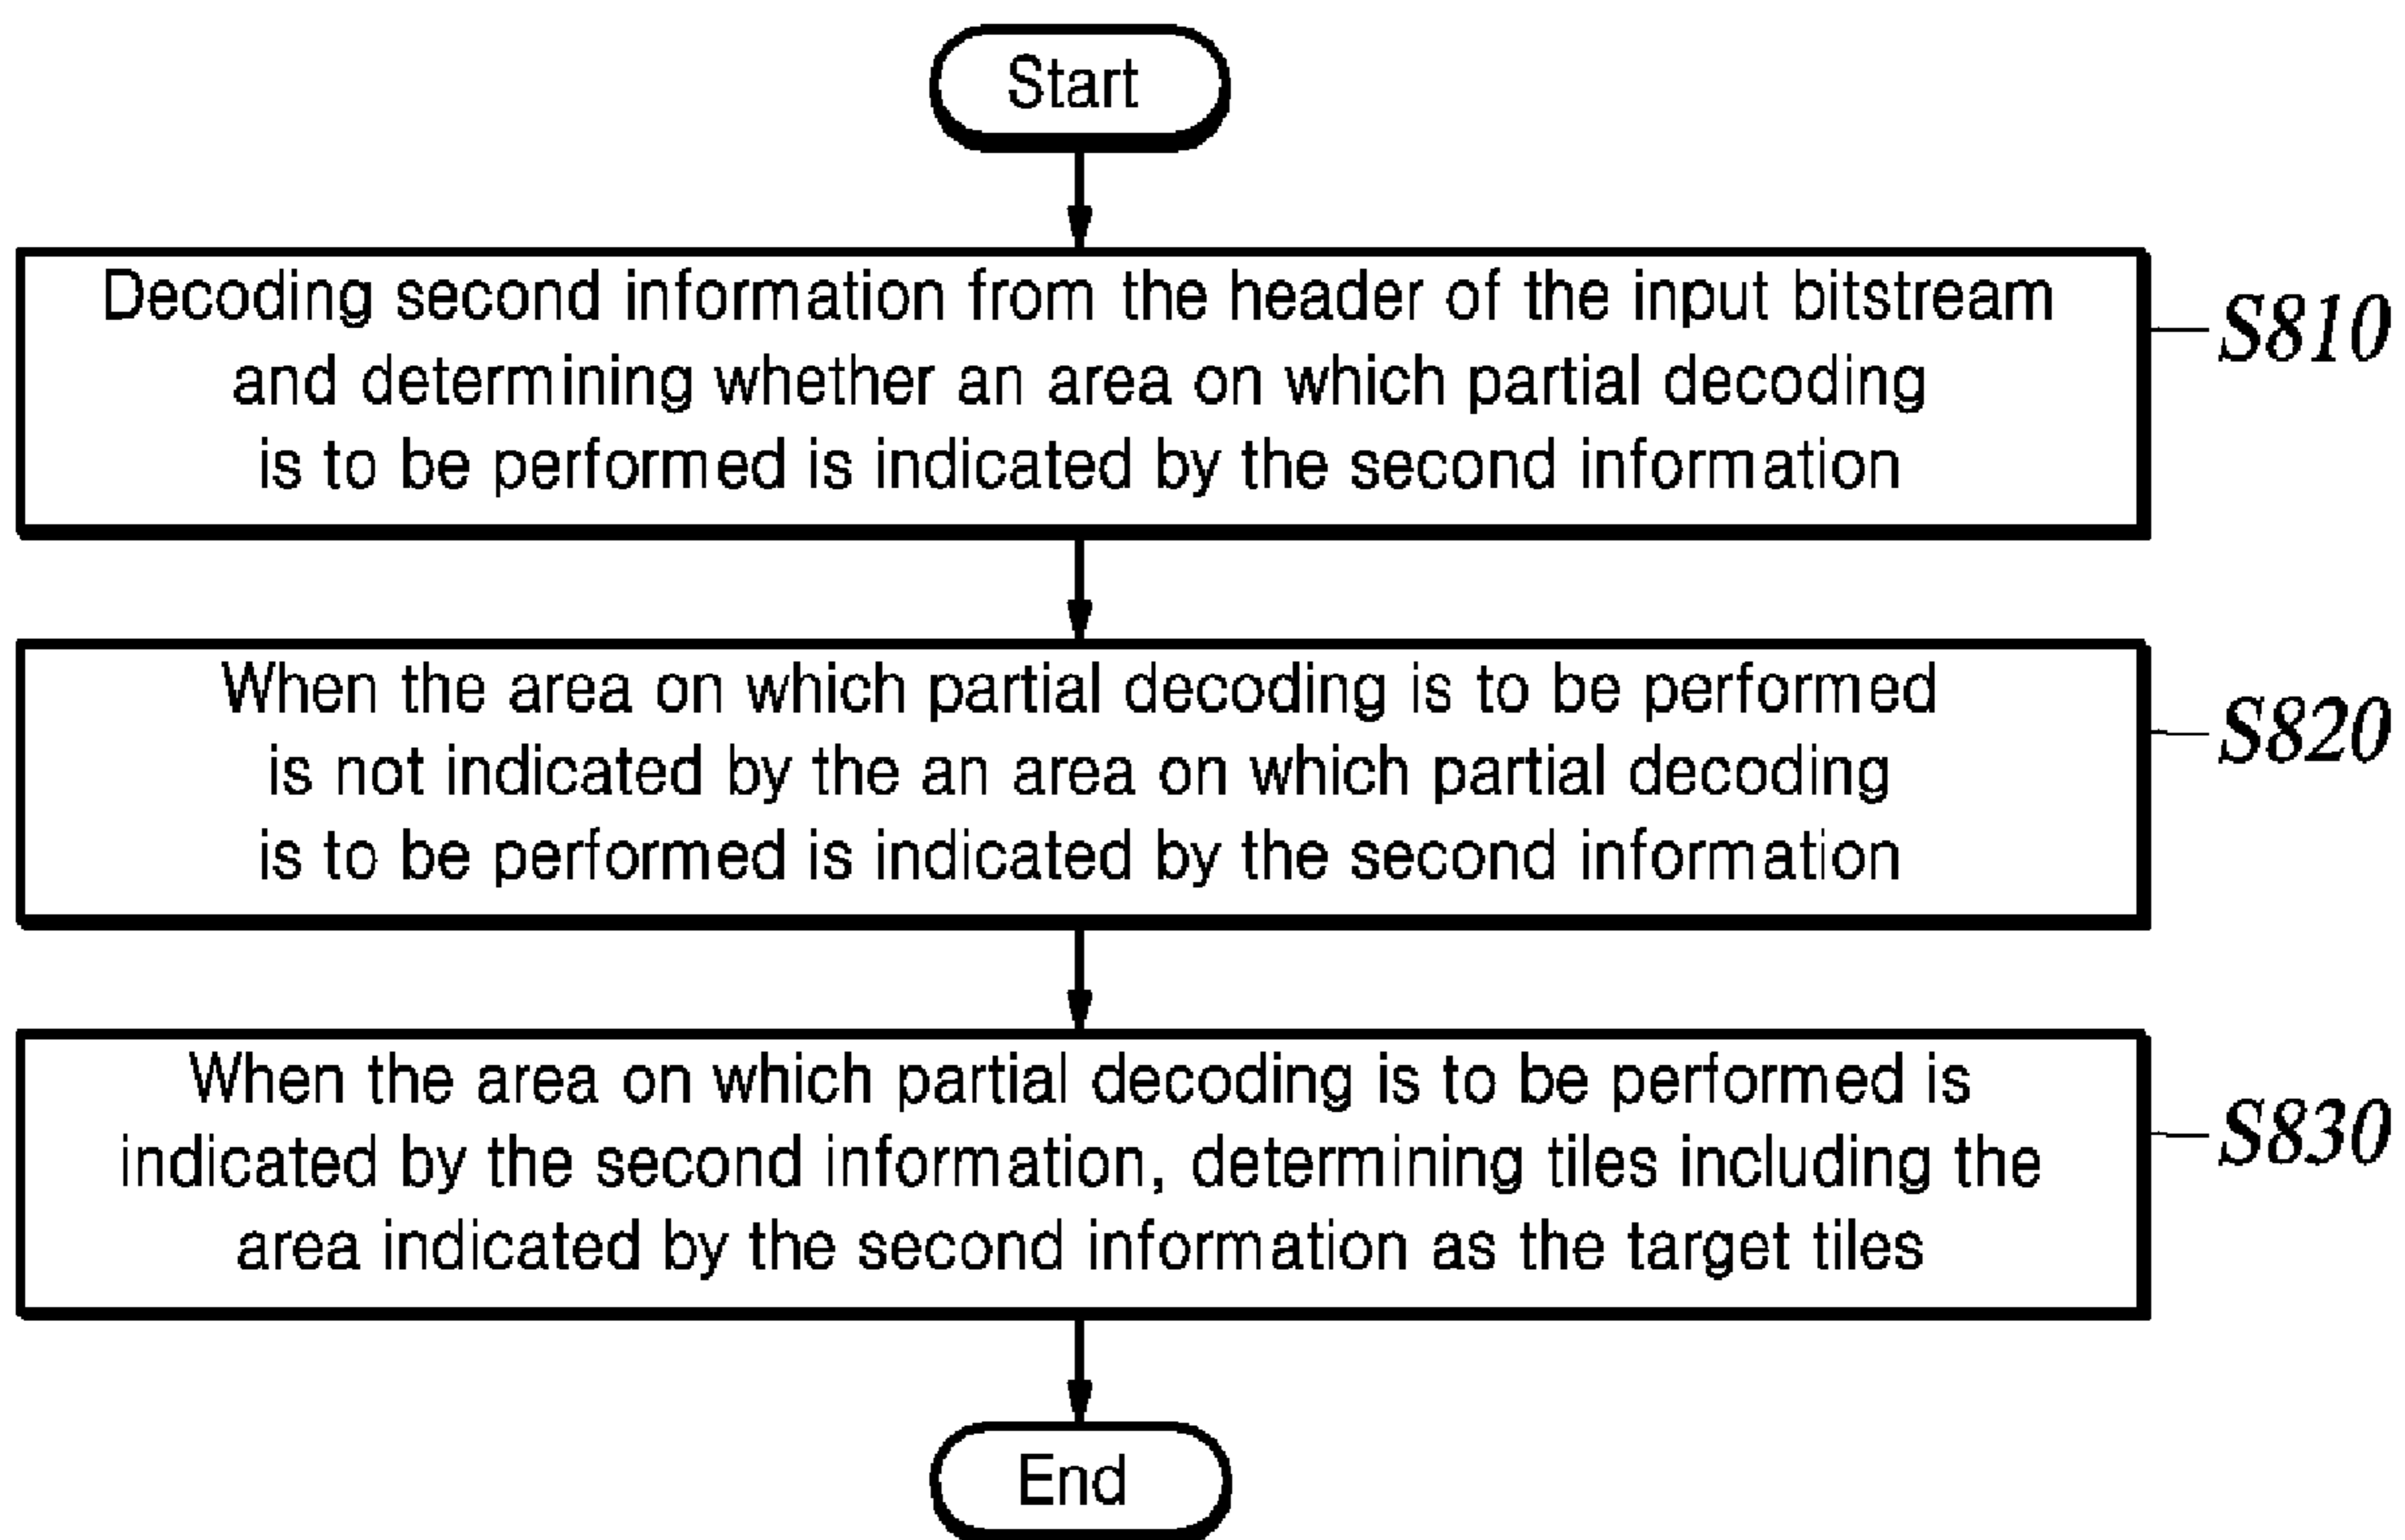 Start
Decoding second information from the header of the input bitstream
and determining whether an area on which partial decoding
is to be performed is indicated by the second information
S810
When the area on which partial decoding is to be performed
is not indicated by the an area on which partial decoding
is to be performed is indicated by the second information
S820
When the area on which partial decoding is to be performed is
indicated by the second information, determining tiles including the
area indicated by the second information as the target tiles
S830
End